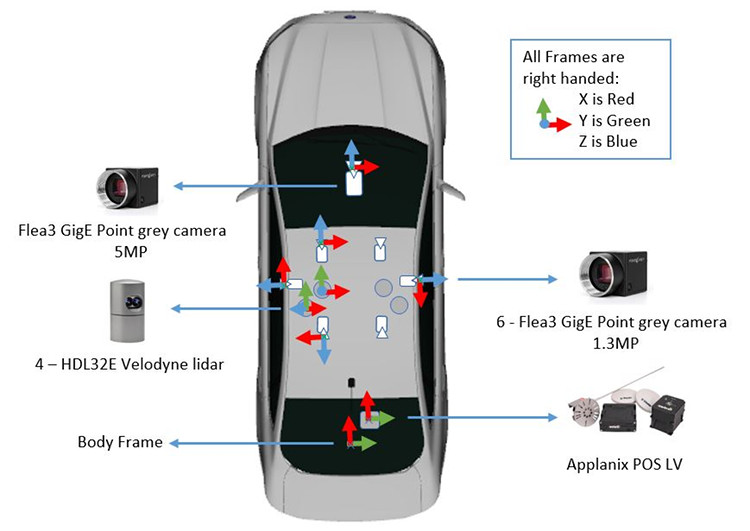 All Frames are
right handed:
X is Red
Y is Green
Z is Blue
Flea3 GigE Point grey camera
5MP
4 – HDL32E Velodyne lidar
6 - Flea3 GigE Point grey camera
1.3MP
Body Frame
Applanix POS LV